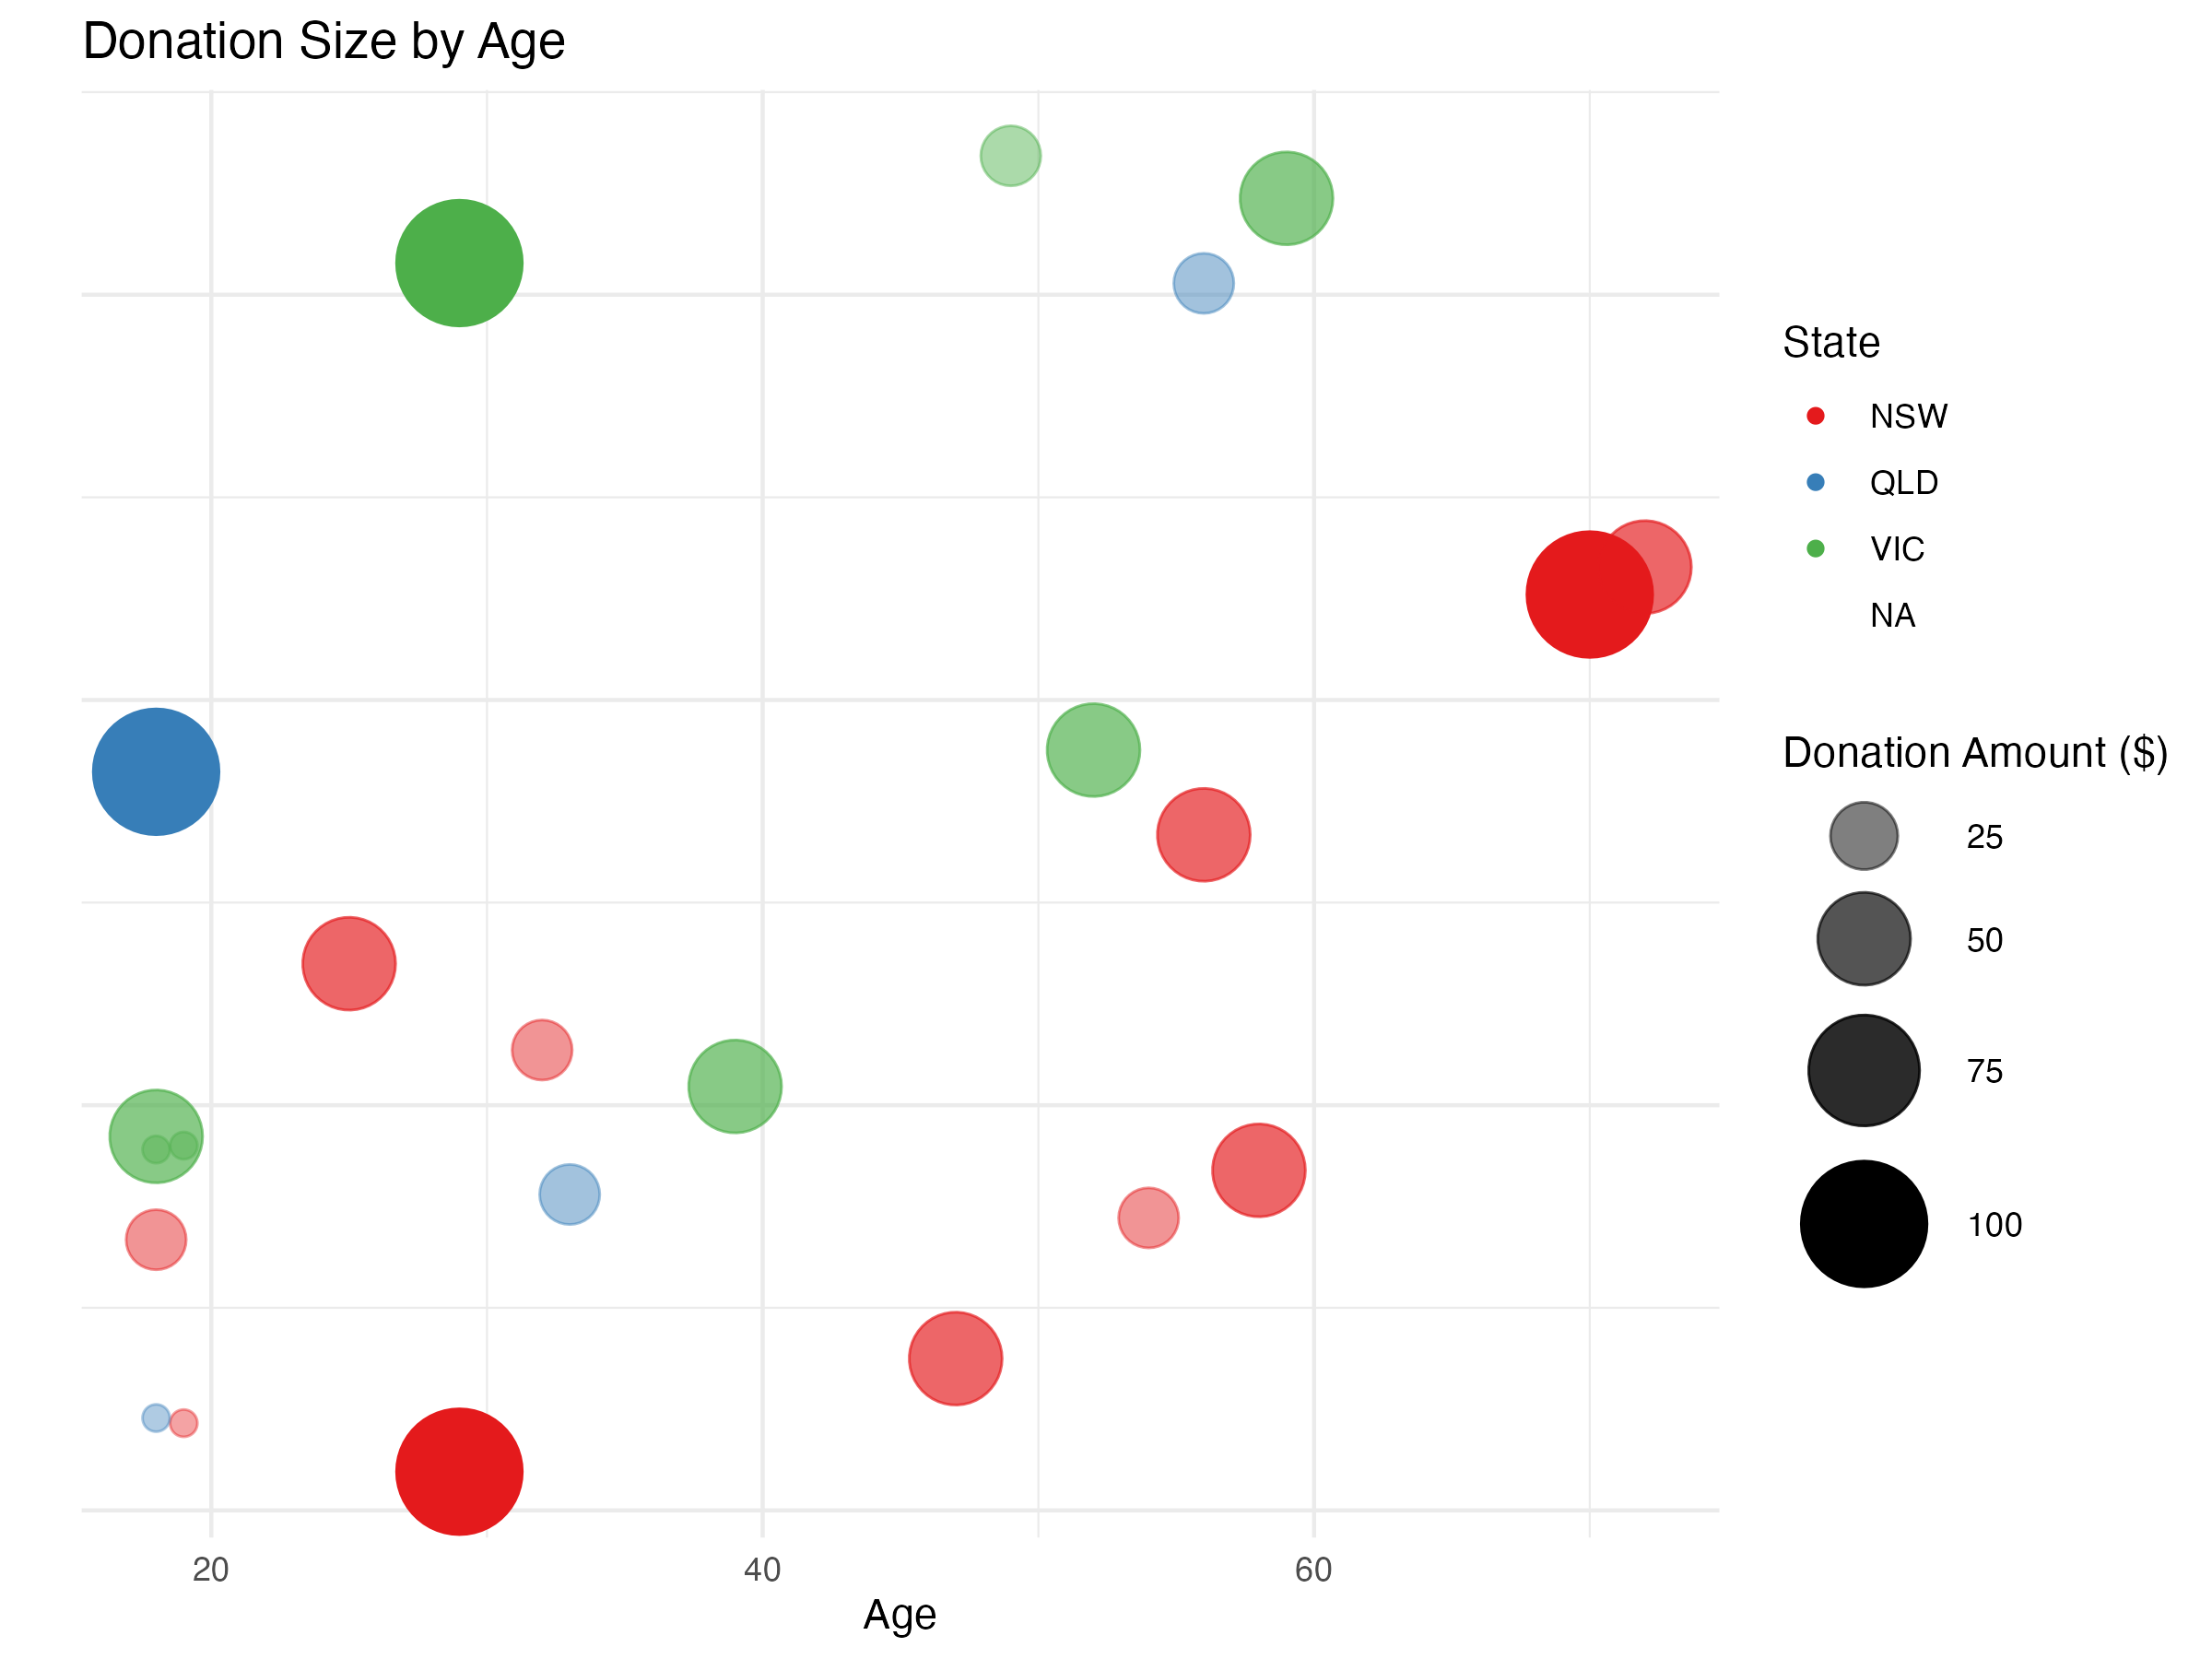 Donation Size by Age
State
NSW
QLD
VIC
NA
Donation Amount ($)
25
50
75
100
20 40 60
Age